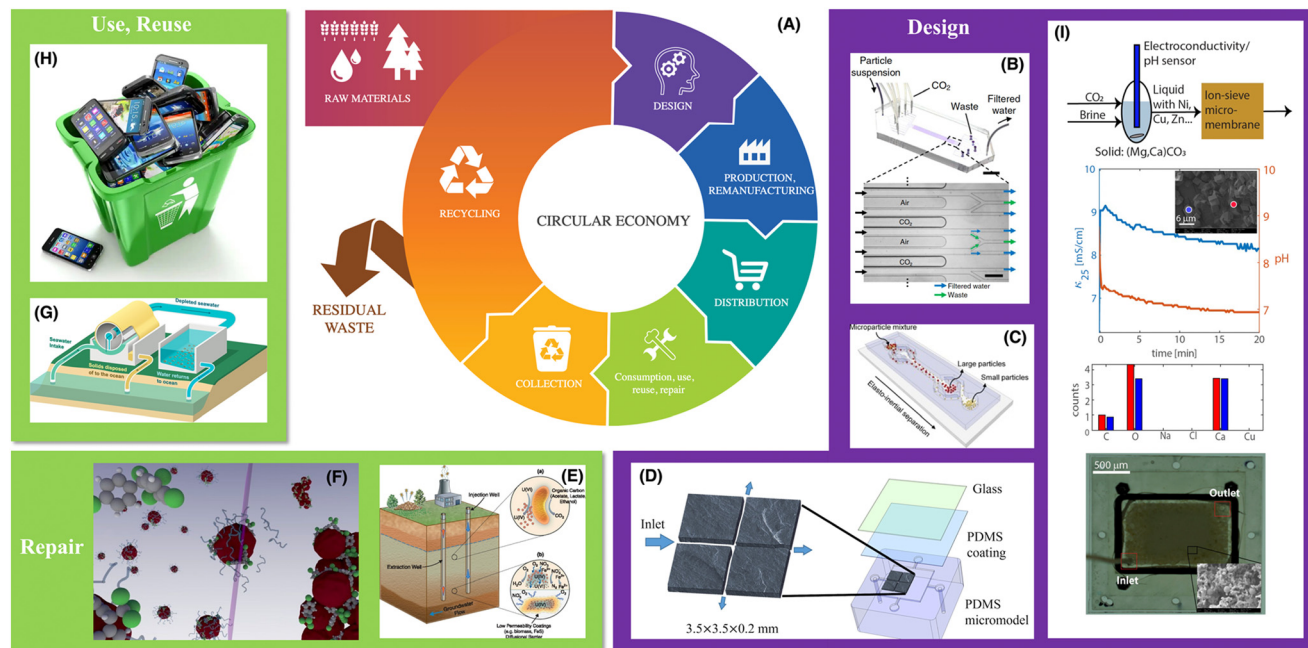 Use, Reuse
(H)
(G)
Depleted seawater
Seawater
Intake
Solids disposed
of to the ocean
Water returns
to ocean
(A)
RAW MATERIALS
DESIGN
PRODUCTION,
REMANUFACTURING
DISTRIBUTION
Consumption, use,
reuse, repair
COLLECTION
RECYCLING
CIRCULAR ECONOMY
RESIDUAL
WASTE
Design
(B)
Particle
suspension
CO₂
Waste
Filtered
water
Air
CO₂
Air
CO₂
Filtered water
Waste
(C)
Microparticle mixture
Large particles
Small particles
Elasto-inertial separation
(I)
Electroconductivity/
pH sensor
CO₂
Brine
Liquid
with Ni,
Cu, Zn...
Ion-sieve
micro-
membrane
Solid: (Mg,Ca)CO₃
10
9
8
7
κ₂₅ [mS/cm]
6 μm
10
9
8
7
pH
0
5
10
15
20
time [min]
counts
4
3
2
1
0
C
O
Na
Cl
Ca
Cu
500 μm
Outlet
Inlet
Repair
(F)
(E)
Injection Well
Extraction Well
Groundwater
Flow
(a)
U(VI)
Organic Carbon
(Acetate, Lactate
Ethanol)
CO₂
(b)
H₂O
O₂
U(VI)
Low Permeability Coatings
(e.g. biomass, FeS)
Diffusional Barrier
(D)
Inlet
3.5×3.5×0.2 mm
Glass
PDMS
coating
PDMS
micromodel